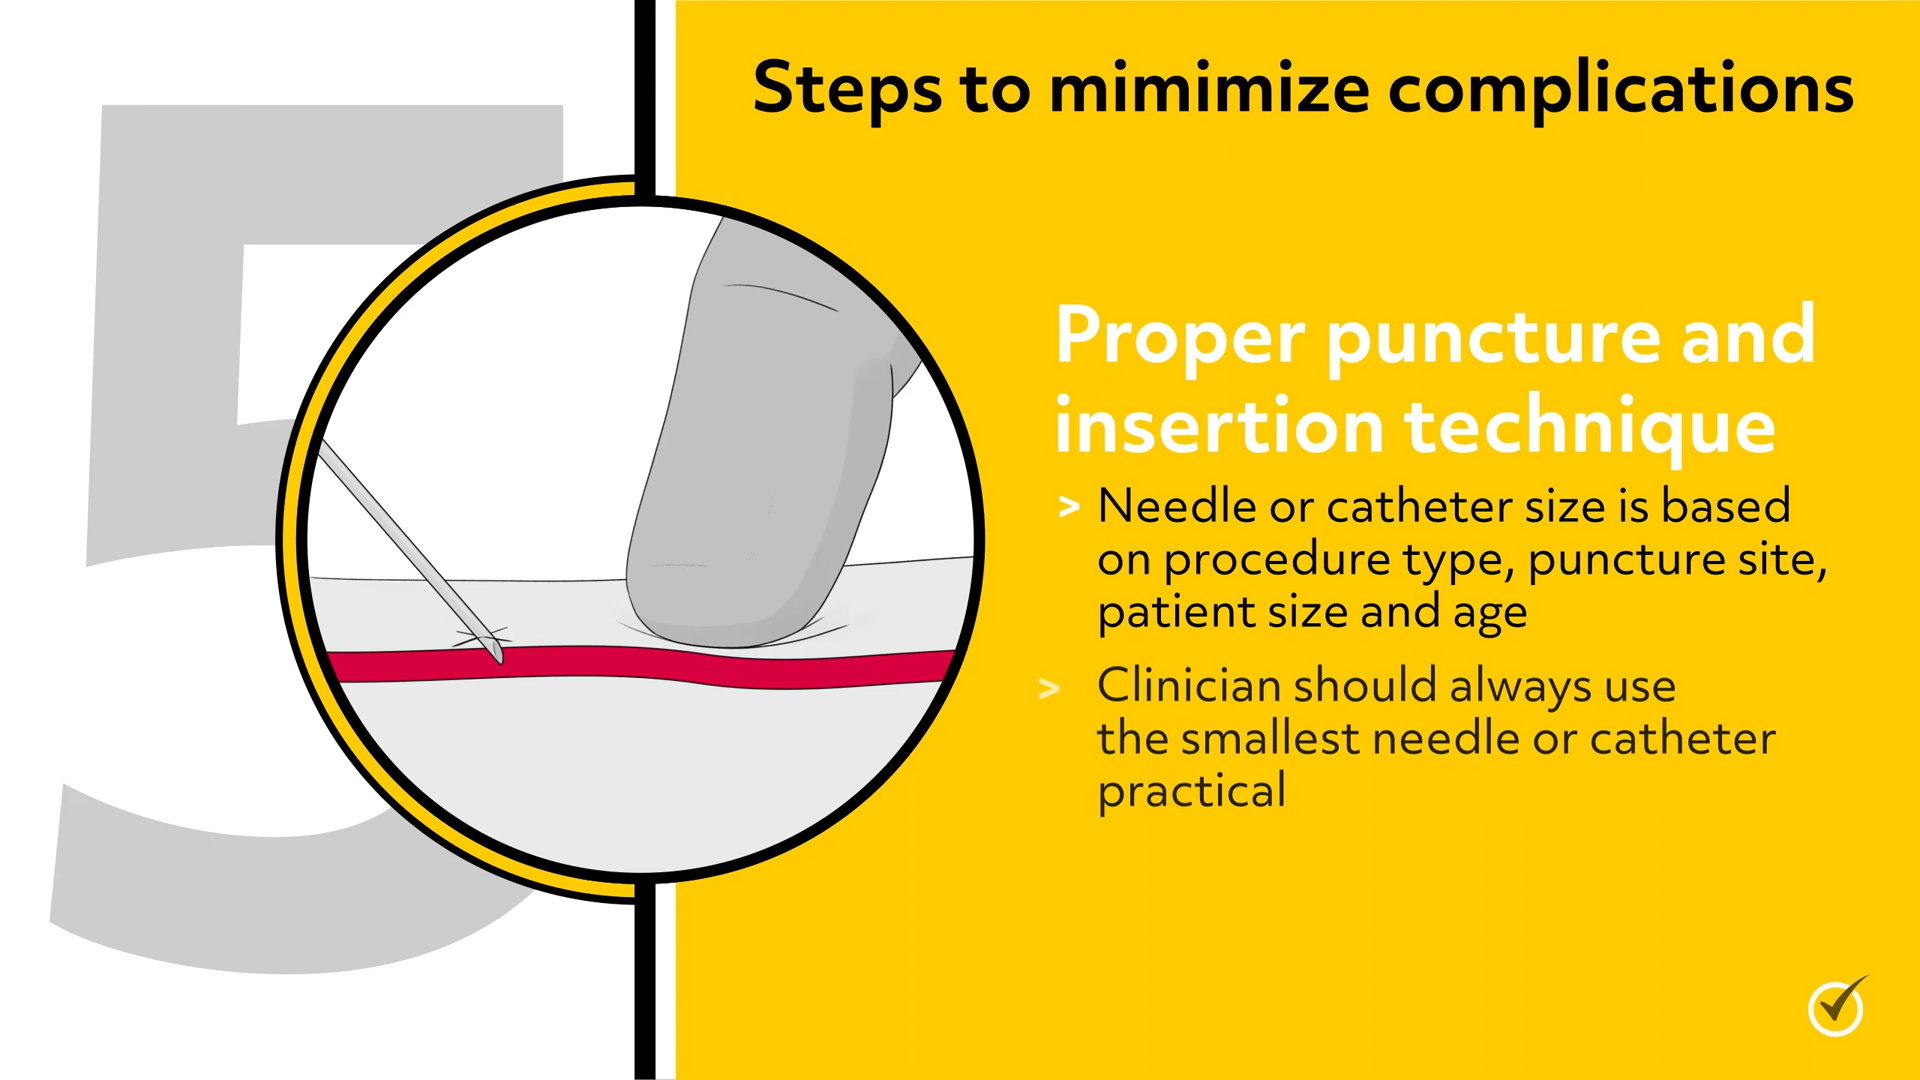 5
Steps to mimimize complications
Proper puncture and
insertion technique
> Needle or catheter size is based
on procedure type, puncture site,
patient size and age
> Clinician should always use
the smallest needle or catheter
practical